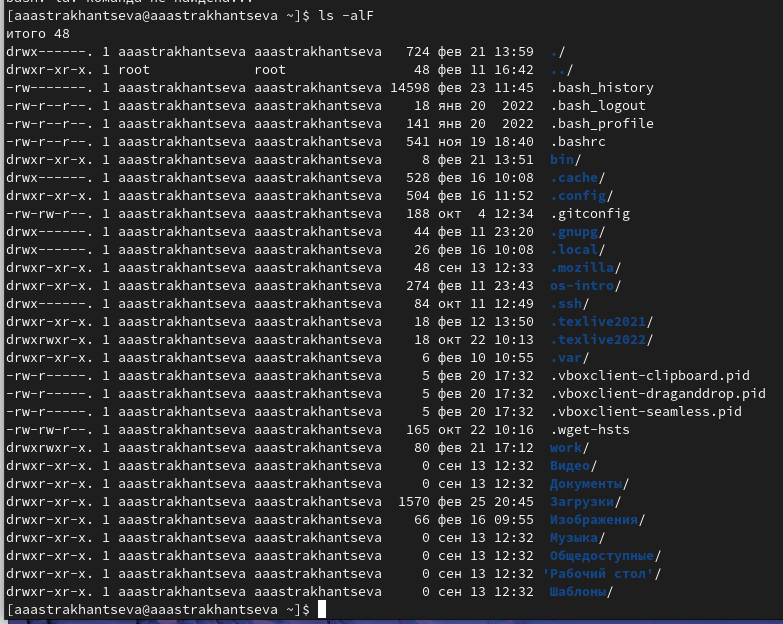 [aaastrakhantseva@aaastrakhantseva ~]$ ls -alF
итого 48
drwx------. 1 aaastrakhantseva aaastrakhantseva   724 фев 21 13:59  ./
drwxr-xr-x. 1 root             root                48 фев 11 16:42  ../
-rw-------. 1 aaastrakhantseva aaastrakhantseva 14598 фев 23 11:45  .bash_history
-rw-r--r--. 1 aaastrakhantseva aaastrakhantseva    18 янв 20  2022  .bash_logout
-rw-r--r--. 1 aaastrakhantseva aaastrakhantseva   141 янв 20  2022  .bash_profile
-rw-r--r--. 1 aaastrakhantseva aaastrakhantseva   541 ноя 19 18:40  .bashrc
drwxr-xr-x. 1 aaastrakhantseva aaastrakhantseva     8 фев 21 13:51  bin/
drwx------. 1 aaastrakhantseva aaastrakhantseva   528 фев 16 10:08  .cache/
drwxr-xr-x. 1 aaastrakhantseva aaastrakhantseva   504 фев 16 11:52  .config/
-rw-rw-r--. 1 aaastrakhantseva aaastrakhantseva   188 окт  4 12:34  .gitconfig
drwx------. 1 aaastrakhantseva aaastrakhantseva    44 фев 11 23:20  .gnupg/
drwx------. 1 aaastrakhantseva aaastrakhantseva    26 фев 16 10:08  .local/
drwxr-xr-x. 1 aaastrakhantseva aaastrakhantseva    48 сен 13 12:33  .mozilla/
drwxr-xr-x. 1 aaastrakhantseva aaastrakhantseva   274 фев 11 23:43  os-intro/
drwx------. 1 aaastrakhantseva aaastrakhantseva    84 окт 11 12:49  .ssh/
drwxr-xr-x. 1 aaastrakhantseva aaastrakhantseva    18 фев 12 13:50  .texlive2021/
drwxrwxr-x. 1 aaastrakhantseva aaastrakhantseva    18 окт 22 10:13  .texlive2022/
drwxr-xr-x. 1 aaastrakhantseva aaastrakhantseva     6 фев 10 10:55  .var/
-rw-r-----. 1 aaastrakhantseva aaastrakhantseva     5 фев 20 17:32  .vboxclient-clipboard.pid
-rw-r-----. 1 aaastrakhantseva aaastrakhantseva     5 фев 20 17:32  .vboxclient-draganddrop.pid
-rw-r-----. 1 aaastrakhantseva aaastrakhantseva     5 фев 20 17:32  .vboxclient-seamless.pid
-rw-rw-r--. 1 aaastrakhantseva aaastrakhantseva   165 окт 22 10:16  .wget-hsts
drwxrwxr-x. 1 aaastrakhantseva aaastrakhantseva    80 фев 21 17:12  work/
drwxr-xr-x. 1 aaastrakhantseva aaastrakhantseva     0 сен 13 12:32  Видео/
drwxr-xr-x. 1 aaastrakhantseva aaastrakhantseva     0 сен 13 12:32  Документы/
drwxr-xr-x. 1 aaastrakhantseva aaastrakhantseva  1570 фев 25 20:45  Загрузки/
drwxr-xr-x. 1 aaastrakhantseva aaastrakhantseva    66 фев 16 09:55  Изображения/
drwxr-xr-x. 1 aaastrakhantseva aaastrakhantseva     0 сен 13 12:32  Музыка/
drwxr-xr-x. 1 aaastrakhantseva aaastrakhantseva     0 сен 13 12:32  Общедоступные/
drwxr-xr-x. 1 aaastrakhantseva aaastrakhantseva     0 сен 13 12:32 'Рабочий стол'/
drwxr-xr-x. 1 aaastrakhantseva aaastrakhantseva     0 сен 13 12:32  Шаблоны/
[aaastrakhantseva@aaastrakhantseva ~]$